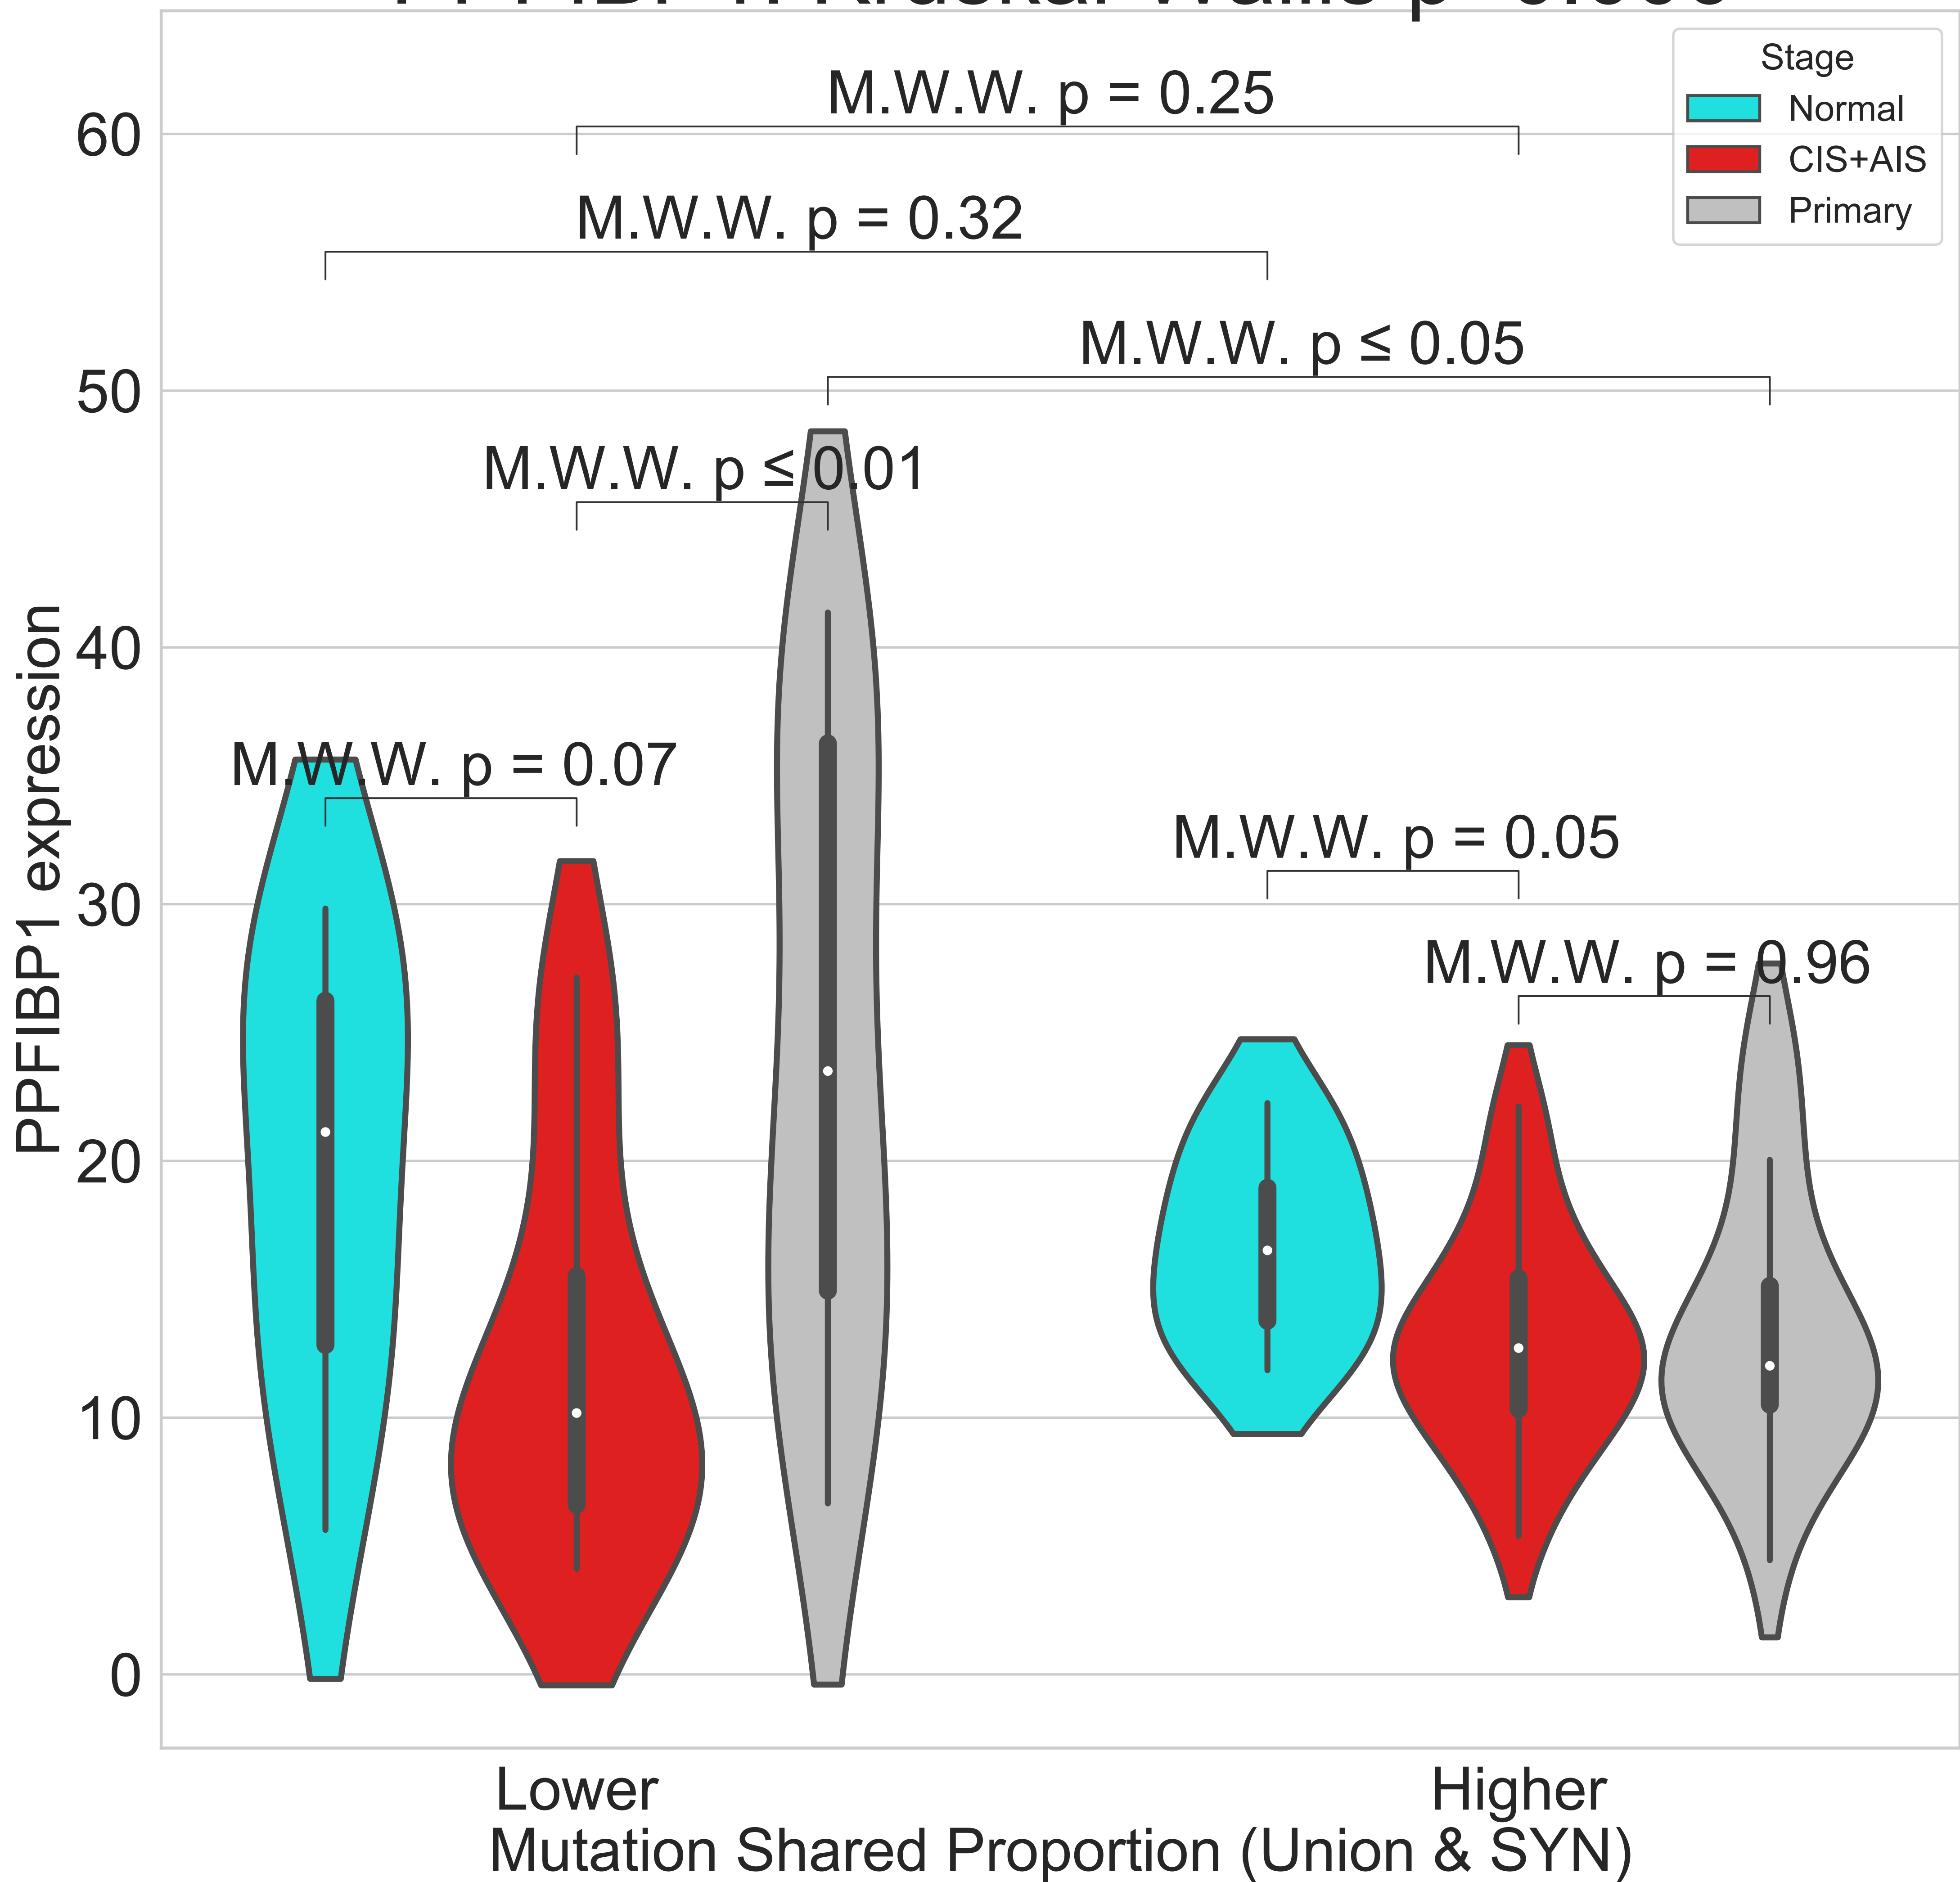 Stage
Normal
CIS+AIS
Primary
M.W.W. p = 0.25
M.W.W. p = 0.32
M.W.W. p ≤ 0.05
M.W.W. p ≤ 0.01
M.W.W. p = 0.07
M.W.W. p = 0.05
M.W.W. p = 0.96
60
50
40
30
20
10
0
PPFIBP1 expression
Lower
Higher
Mutation Shared Proportion (Union & SYN)